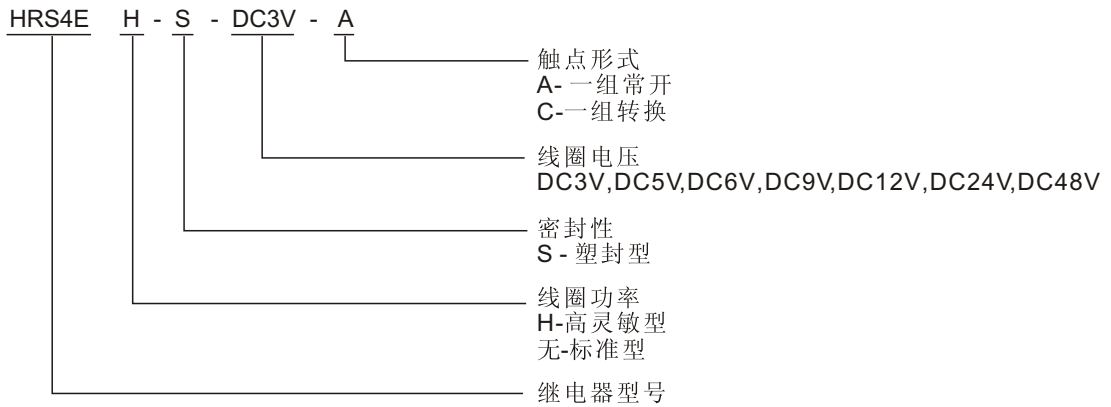 HRS4E H - S - DC3V - A
触点形式
A- 一组常开
C-一组转换
线圈电压
DC3V,DC5V,DC6V,DC9V,DC12V,DC24V,DC48V
密封性
S - 塑封型
线圈功率
H-高灵敏型
无-标准型
继电器型号